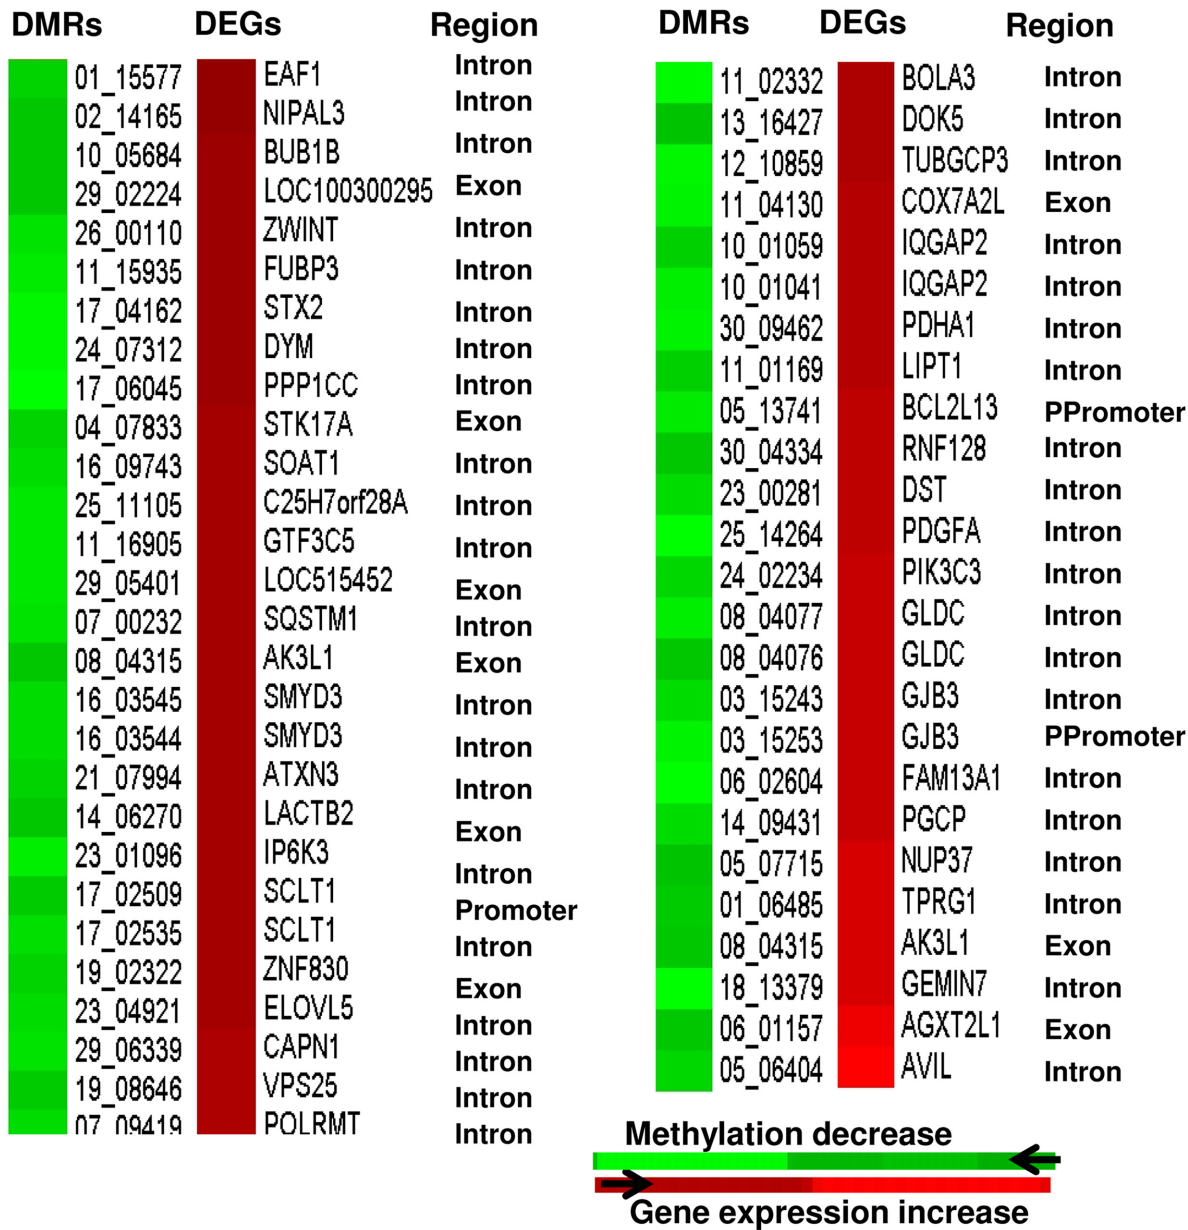 DMRs DEGs Region
01_15577 EAF1 Intron
02_14165 NIPAL3 Intron
10_05684 BUB1B Intron
29_02224 LOC100300295 Exon
26_00110 ZWINT Intron
11_15935 FUBP3 Intron
17_04162 STX2 Intron
24_07312 DYM Intron
17_06045 PPP1CC Intron
04_07833 STK17A Exon
16_09743 SOAT1 Intron
25_11105 C25H7orf28A Intron
11_16905 GTF3C5 Intron
29_05401 LOC515452 Exon
07_00232 SQSTM1 Intron
08_04315 AK3L1 Exon
16_03545 SMYD3 Intron
16_03544 SMYD3 Intron
21_07994 ATXN3 Intron
14_06270 LACTB2 Exon
23_01096 IP6K3 Intron
17_02509 SCLT1 Promoter
17_02535 SCLT1 Intron
19_02322 ZNF830 Exon
23_04921 ELOVL5 Intron
29_06339 CAPN1 Intron
19_08646 VPS25 Intron
07_09419 POLRMT Intron
DMRs DEGs Region
11_02332 BOLA3 Intron
13_16427 DOK5 Intron
12_10859 TUBGCP3 Intron
11_04130 COX7A2L Exon
10_01059 IQGAP2 Intron
10_01041 IQGAP2 Intron
30_09462 PDHA1 Intron
11_01169 LIPT1 Intron
05_13741 BCL2L13 PPromoter
30_04334 RNF128 Intron
23_00281 DST Intron
25_14264 PDGFA Intron
24_02234 PIK3C3 Intron
08_04077 GLDC Intron
08_04076 GLDC Intron
03_15243 GJB3 Intron
03_15253 GJB3 PPromoter
06_02604 FAM13A1 Intron
14_09431 PGCP Intron
05_07715 NUP37 Intron
01_06485 TPRG1 Intron
08_04315 AK3L1 Exon
18_13379 GEMIN7 Intron
06_01157 AGXT2L1 Exon
05_06404 AVIL Intron
Methylation decrease
Gene expression increase